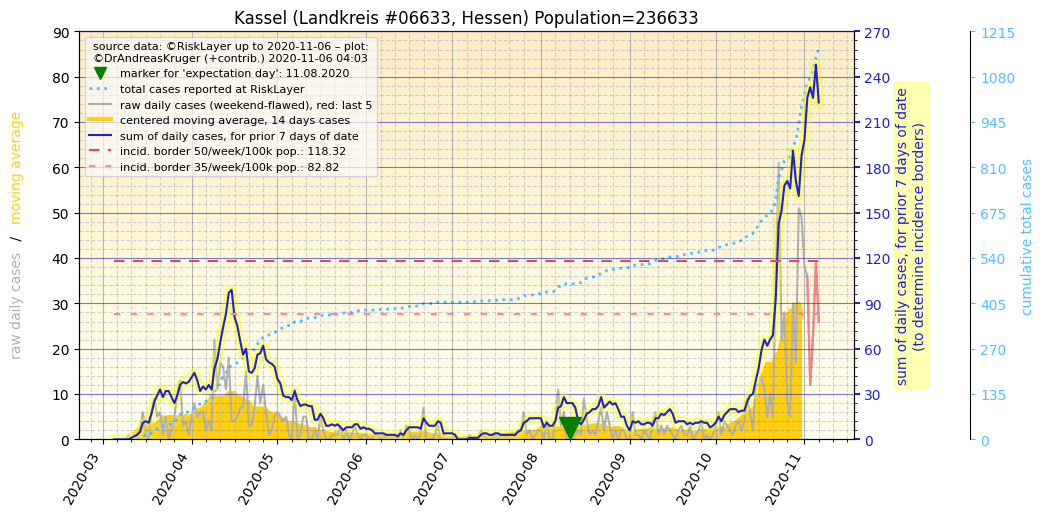 Kassel (Landkreis #06633, Hessen) Population=236633
source data: ©RiskLayer up to 2020-11-06 – plot:
©DrAndreasKruger (+contrib.) 2020-11-06 04:03
marker for 'expectation day': 11.08.2020
total cases reported at RiskLayer
raw daily cases (weekend-flawed), red: last 5
centered moving average, 14 days cases
sum of daily cases, for prior 7 days of date
incid. border 50/week/100k pop.: 118.32
incid. border 35/week/100k pop.: 82.82
raw daily cases / moving average
90
80
70
60
50
40
30
20
10
0
2020-03
2020-04
2020-05
2020-06
2020-07
2020-08
2020-09
2020-10
2020-11
270
240
210
180
150
120
90
60
30
0
sum of daily cases, for prior 7 days of date
(to determine incidence borders)
1215
1080
945
810
675
540
405
270
135
0
cumulative total cases